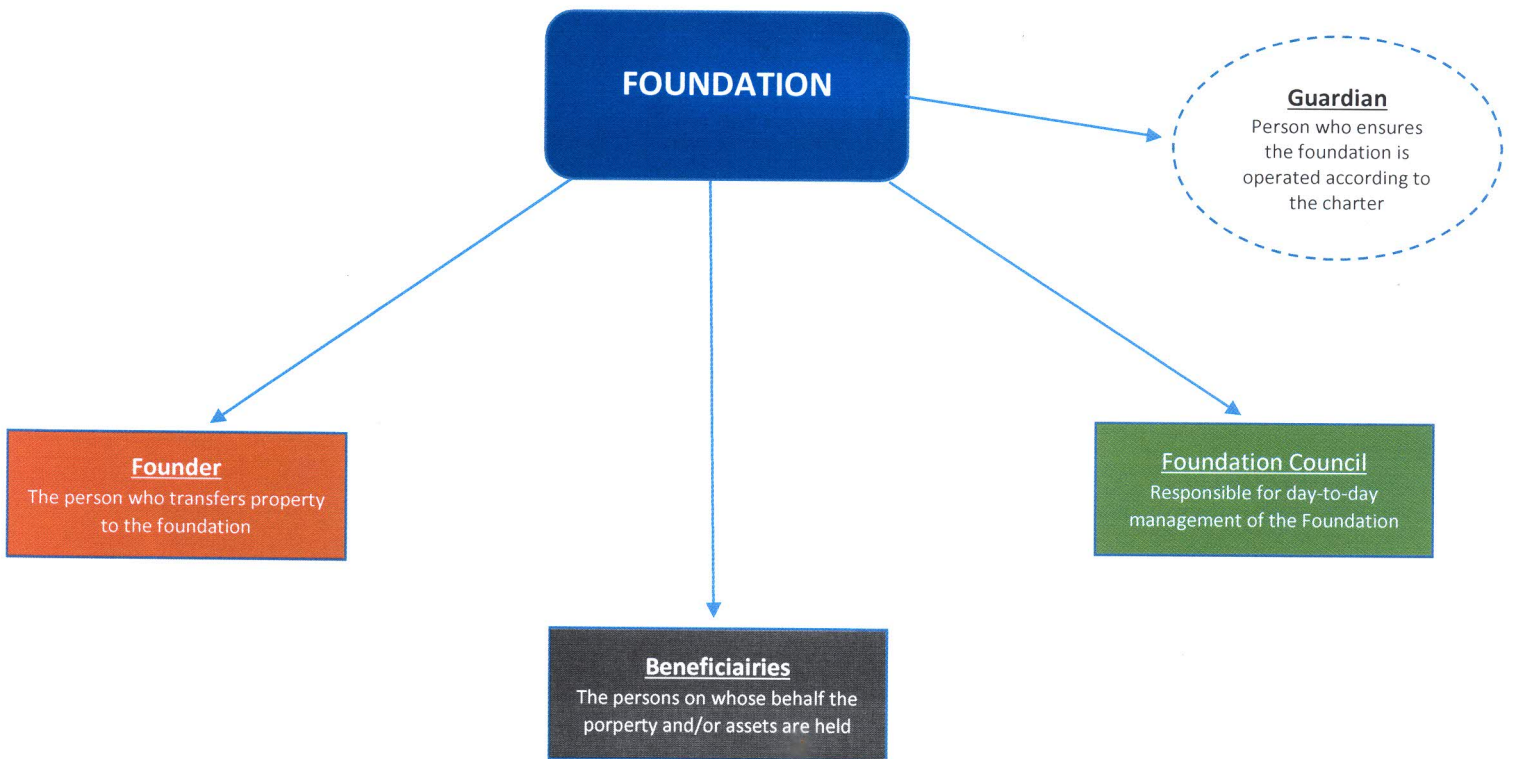 FOUNDATION
Guardian
Person who ensures
the foundation is
operated according to
the charter
Founder
The person who transfers property
to the foundation
Foundation Council
Responsible for day-to-day
management of the Foundation
Beneficiairies
The persons on whose behalf the
porperty and/or assets are held